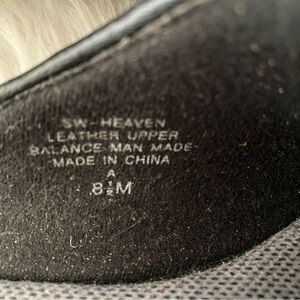 SW-HEAVEN
LEATHER UPPER
BALANCE MAN MADE
MADE IN CHINA
A
8½M